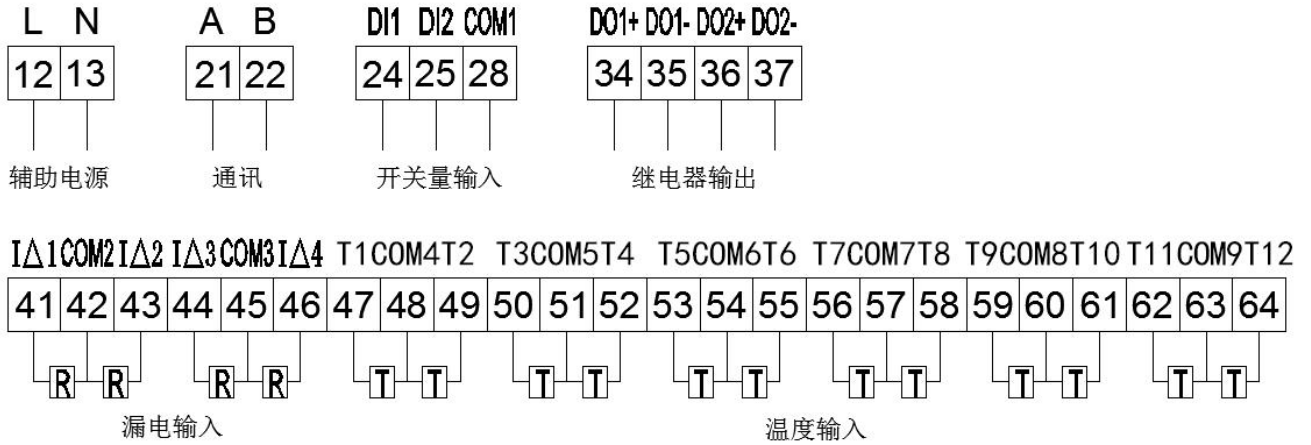 L N A B DI1 DI2 COM1 DO1+ DO1- DO2+ DO2-
12 13 21 22 24 25 28 34 35 36 37
辅助电源 通讯 开关量输入 继电器输出
I△1 COM2 I△2 I△3 COM3 I△4 T1 COM4 T2 T3 COM5 T4 T5 COM6 T6 T7 COM7 T8 T9 COM8 T10 T11 COM9 T12
41 42 43 44 45 46 47 48 49 50 51 52 53 54 55 56 57 58 59 60 61 62 63 64
R R R R T T T T T T T T T T T T
漏电输入 温度输入